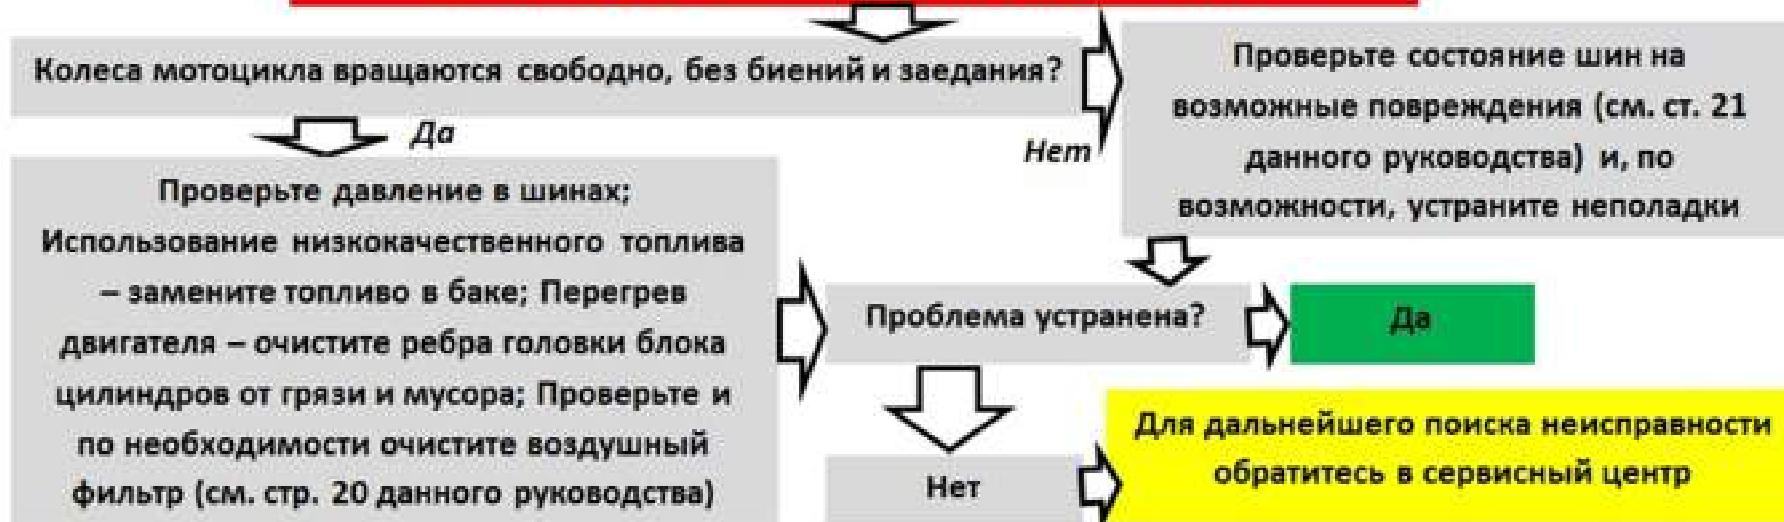 Колеса мотоцикла вращаются свободно, без биений и заедания?
Да
Нет
Проверьте состояние шин на
возможные повреждения (см. ст. 21
данного руководства) и, по
возможности, устраните неполадки
Проверьте давление в шинах;
Использование низкокачественного топлива
– замените топливо в баке; Перегрев
двигателя – очистите ребра головки блока
цилиндров от грязи и мусора; Проверьте и
по необходимости очистите воздушный
фильтр (см. стр. 20 данного руководства)
Проблема устранена?
Да
Нет
Для дальнейшего поиска неисправности
обратитесь в сервисный центр